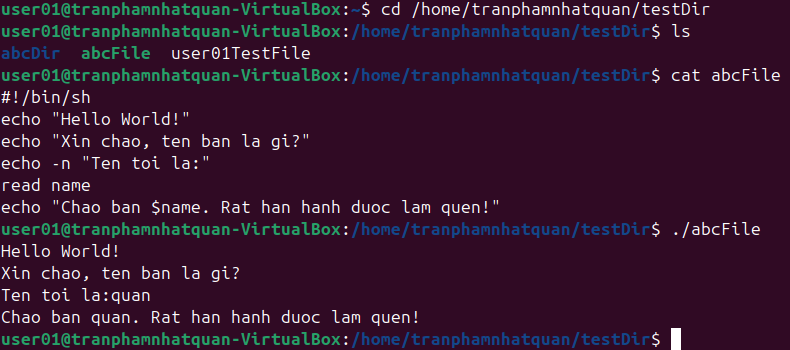 user01@tranphamnhatquan-VirtualBox:~$ cd /home/tranphamnhatquan/testDir
user01@tranphamnhatquan-VirtualBox:/home/tranphamnhatquan/testDir$ ls
abcDir  abcFile  user01TestFile
user01@tranphamnhatquan-VirtualBox:/home/tranphamnhatquan/testDir$ cat abcFile
#!/bin/sh
echo "Hello World!"
echo "Xin chao, ten ban la gi?"
echo -n "Ten toi la:"
read name
echo "Chao ban $name. Rat han hanh duoc lam quen!"
user01@tranphamnhatquan-VirtualBox:/home/tranphamnhatquan/testDir$ ./abcFile
Hello World!
Xin chao, ten ban la gi?
Ten toi la:quan
Chao ban quan. Rat han hanh duoc lam quen!
user01@tranphamnhatquan-VirtualBox:/home/tranphamnhatquan/testDir$